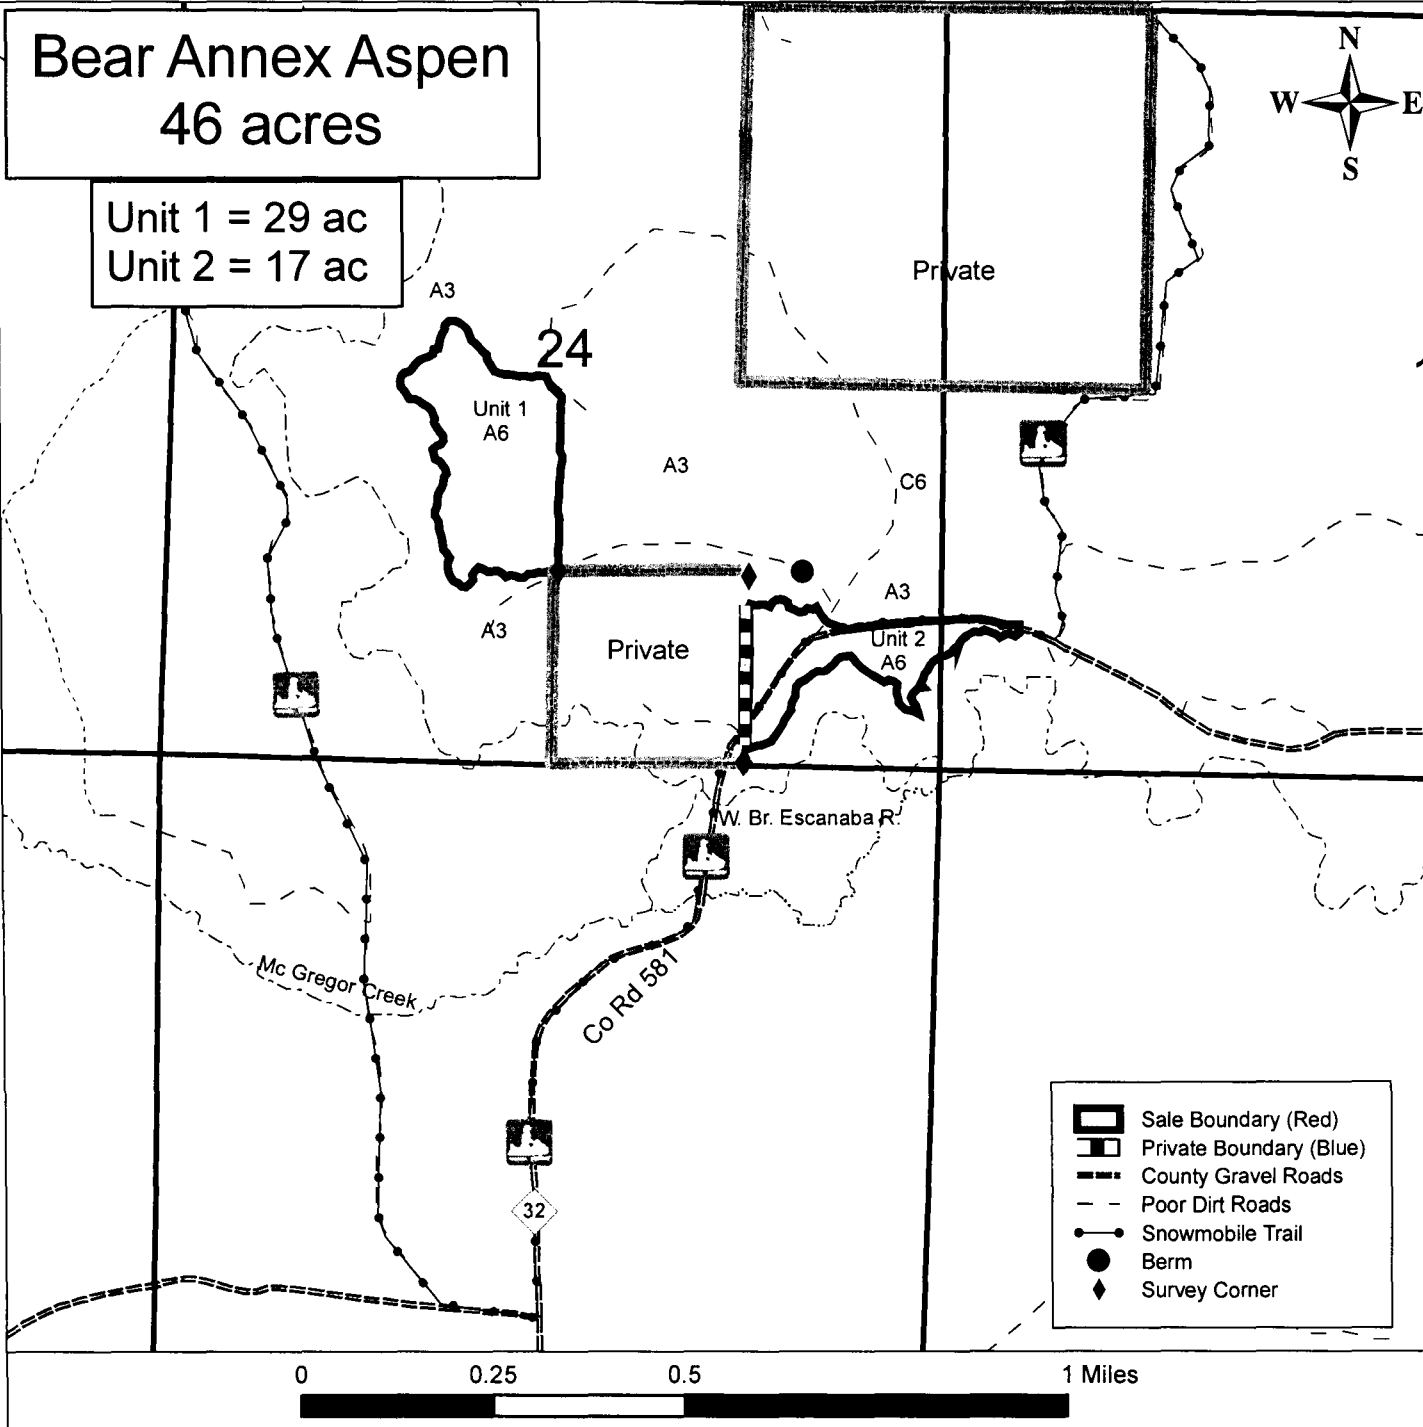 Bear Annex Aspen
46 acres
Unit 1 = 29 ac
Unit 2 = 17 ac
N
W E
S
Private
A3
24
Unit 1
A6
A3
C6
A3
A3
Private
Unit 2
A6
W. Br. Escanaba R.
Mc Gregor Creek
Co Rd 581
32
Sale Boundary (Red)
Private Boundary (Blue)
County Gravel Roads
Poor Dirt Roads
Snowmobile Trail
Berm
Survey Corner
0 0.25 0.5 1 Miles